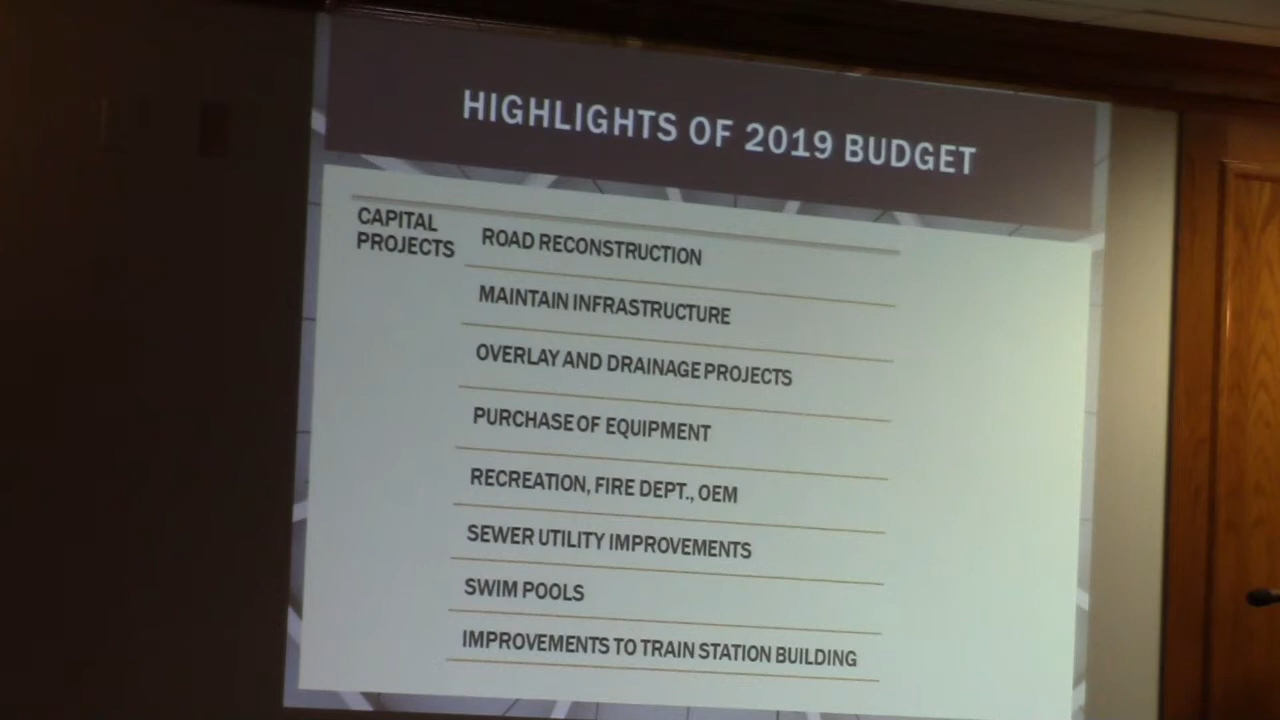 HIGHLIGHTS OF 2019 BUDGET
CAPITAL
PROJECTS
ROAD RECONSTRUCTION
MAINTAIN INFRASTRUCTURE
OVERLAY AND DRAINAGE PROJECTS
PURCHASE OF EQUIPMENT
RECREATION, FIRE DEPT., OEM
SEWER UTILITY IMPROVEMENTS
SWIM POOLS
IMPROVEMENTS TO TRAIN STATION BUILDING